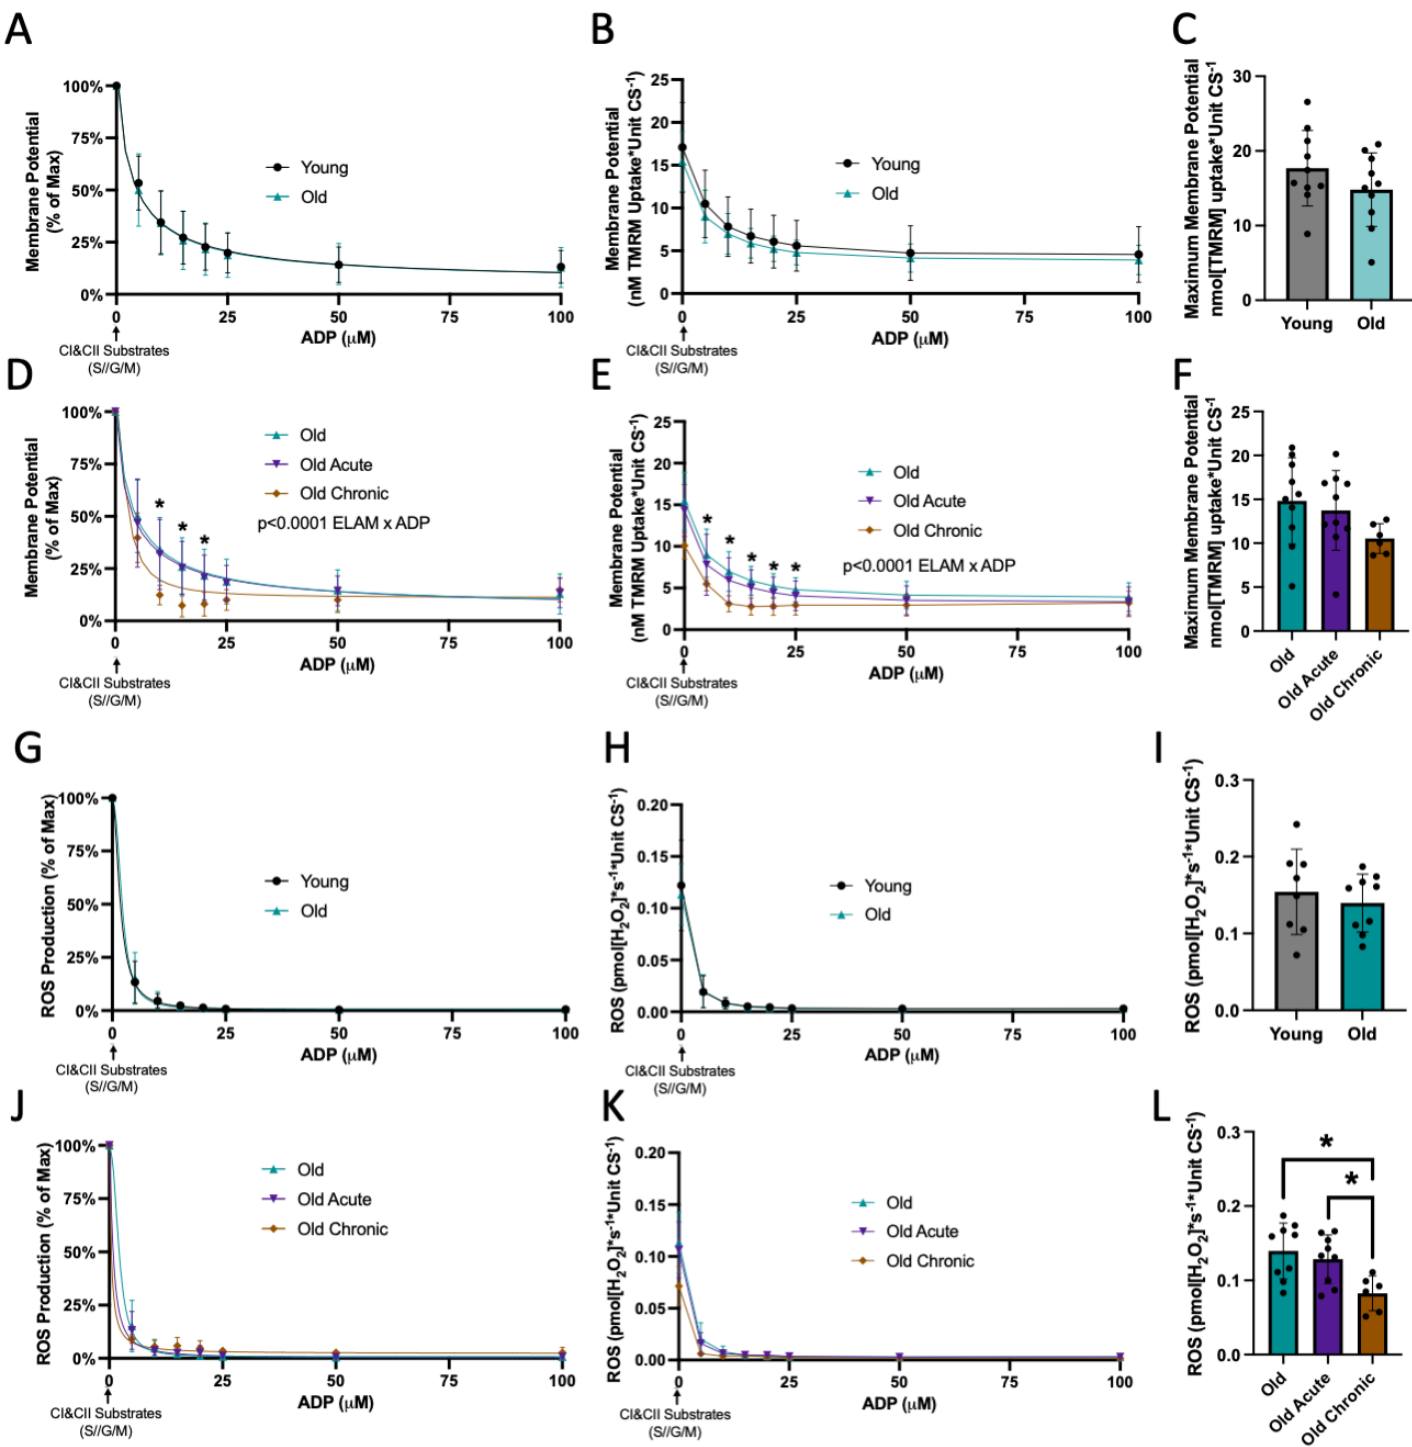 A
Membrane Potential
(% of Max)
100%
75%
50%
25%
0%
Young
Old
0
25
50
75
100
ADP (μM)
CI&CII Substrates
(S//G/M)
B
Membrane Potential
(nM TMRM Uptake*Unit CS⁻¹)
25
20
15
10
5
0
Young
Old
0
25
50
75
100
ADP (μM)
CI&CII Substrates
(S//G/M)
C
Maximum Membrane Potential
nmol[TMRM] uptake*Unit CS⁻¹
30
20
10
0
Young
Old
D
Membrane Potential
(% of Max)
100%
75%
50%
25%
0%
Old
Old Acute
Old Chronic
p<0.0001 ELAM x ADP
*
*
*
0
25
50
75
100
ADP (μM)
CI&CII Substrates
(S//G/M)
E
Membrane Potential
(nM TMRM Uptake*Unit CS⁻¹)
25
20
15
10
5
0
Old
Old Acute
Old Chronic
p<0.0001 ELAM x ADP
*
*
*
*
*
0
25
50
75
100
ADP (μM)
CI&CII Substrates
(S//G/M)
F
Maximum Membrane Potential
nmol[TMRM] uptake*Unit CS⁻¹
25
20
15
10
5
0
Old
Old Acute
Old Chronic
G
ROS Production (% of Max)
100%
75%
50%
25%
0%
Young
Old
0
25
50
75
100
ADP (μM)
CI&CII Substrates
(S//G/M)
H
ROS (pmol[H₂O₂]*s⁻¹*Unit CS⁻¹)
0.20
0.15
0.10
0.05
0.00
Young
Old
0
25
50
75
100
ADP (μM)
CI&CII Substrates
(S//G/M)
I
ROS (pmol[H₂O₂]*s⁻¹*Unit CS⁻¹)
0.3
0.2
0.1
0.0
Young
Old
J
ROS Production (% of Max)
100%
75%
50%
25%
0%
Old
Old Acute
Old Chronic
0
25
50
75
100
ADP (μM)
CI&CII Substrates
(S//G/M)
K
ROS (pmol[H₂O₂]*s⁻¹*Unit CS⁻¹)
0.20
0.15
0.10
0.05
0.00
Old
Old Acute
Old Chronic
0
25
50
75
100
ADP (μM)
CI&CII Substrates
(S//G/M)
L
ROS (pmol[H₂O₂]*s⁻¹*Unit CS⁻¹)
0.3
0.2
0.1
0.0
*
*
Old
Old Acute
Old Chronic